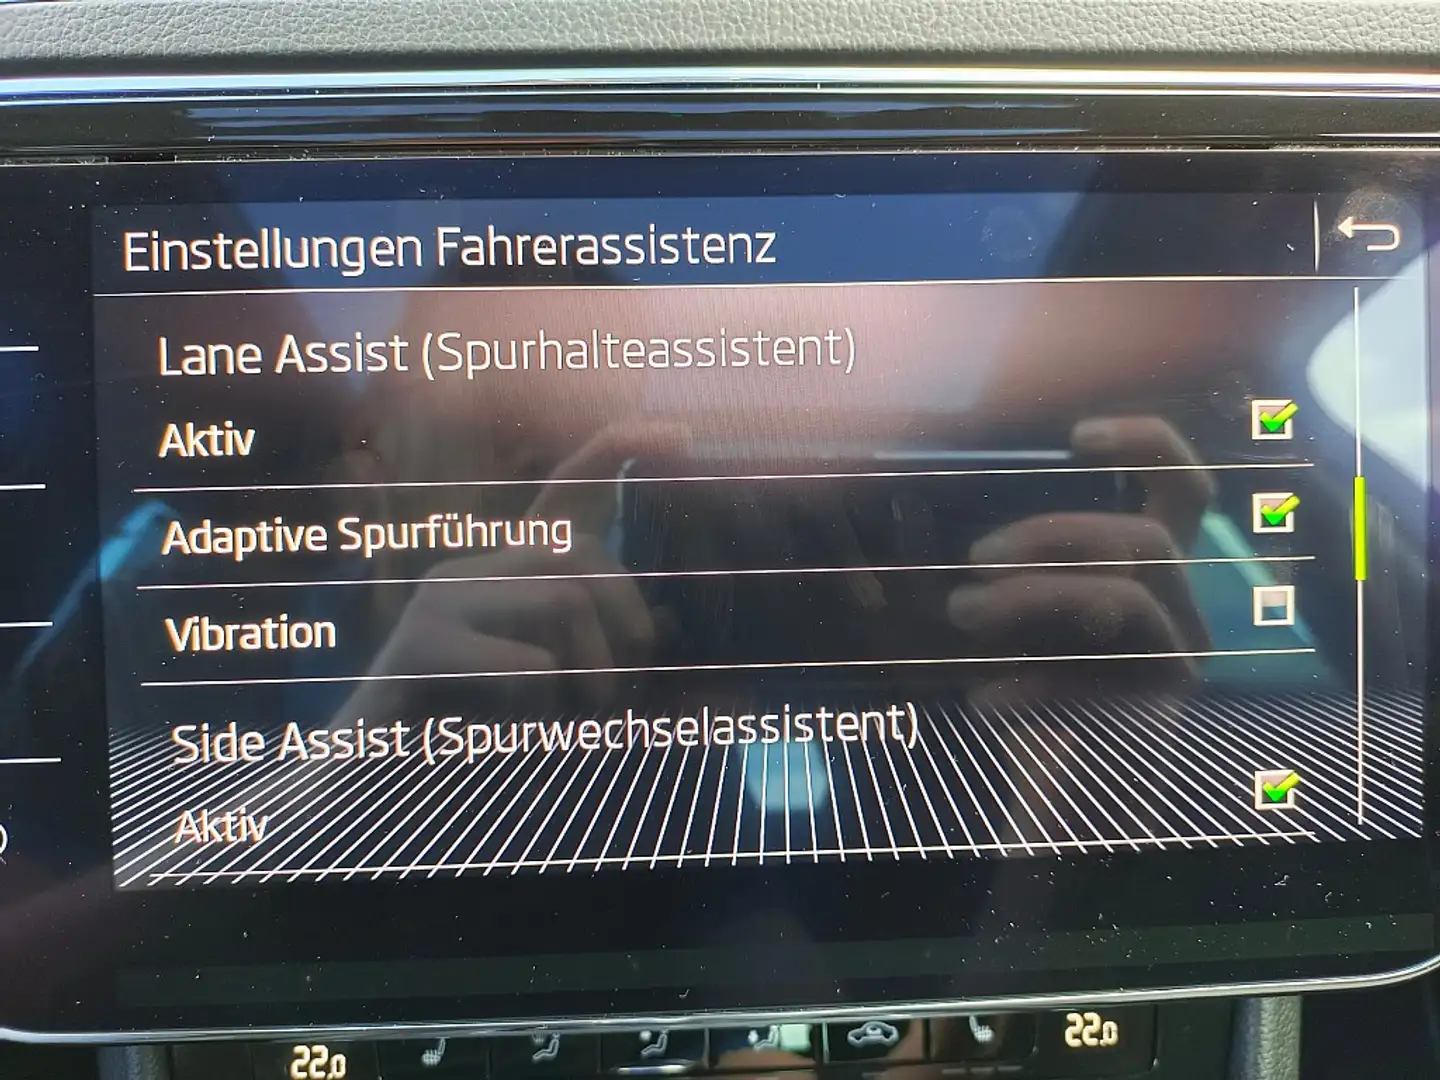 Einstellungen Fahrerassistenz
Lane Assist (Spurhalteassistent)
Aktiv
Adaptive Spurführung
Vibration
Side Assist (Spurwechselassistent)
Aktiv
22.0
22.0